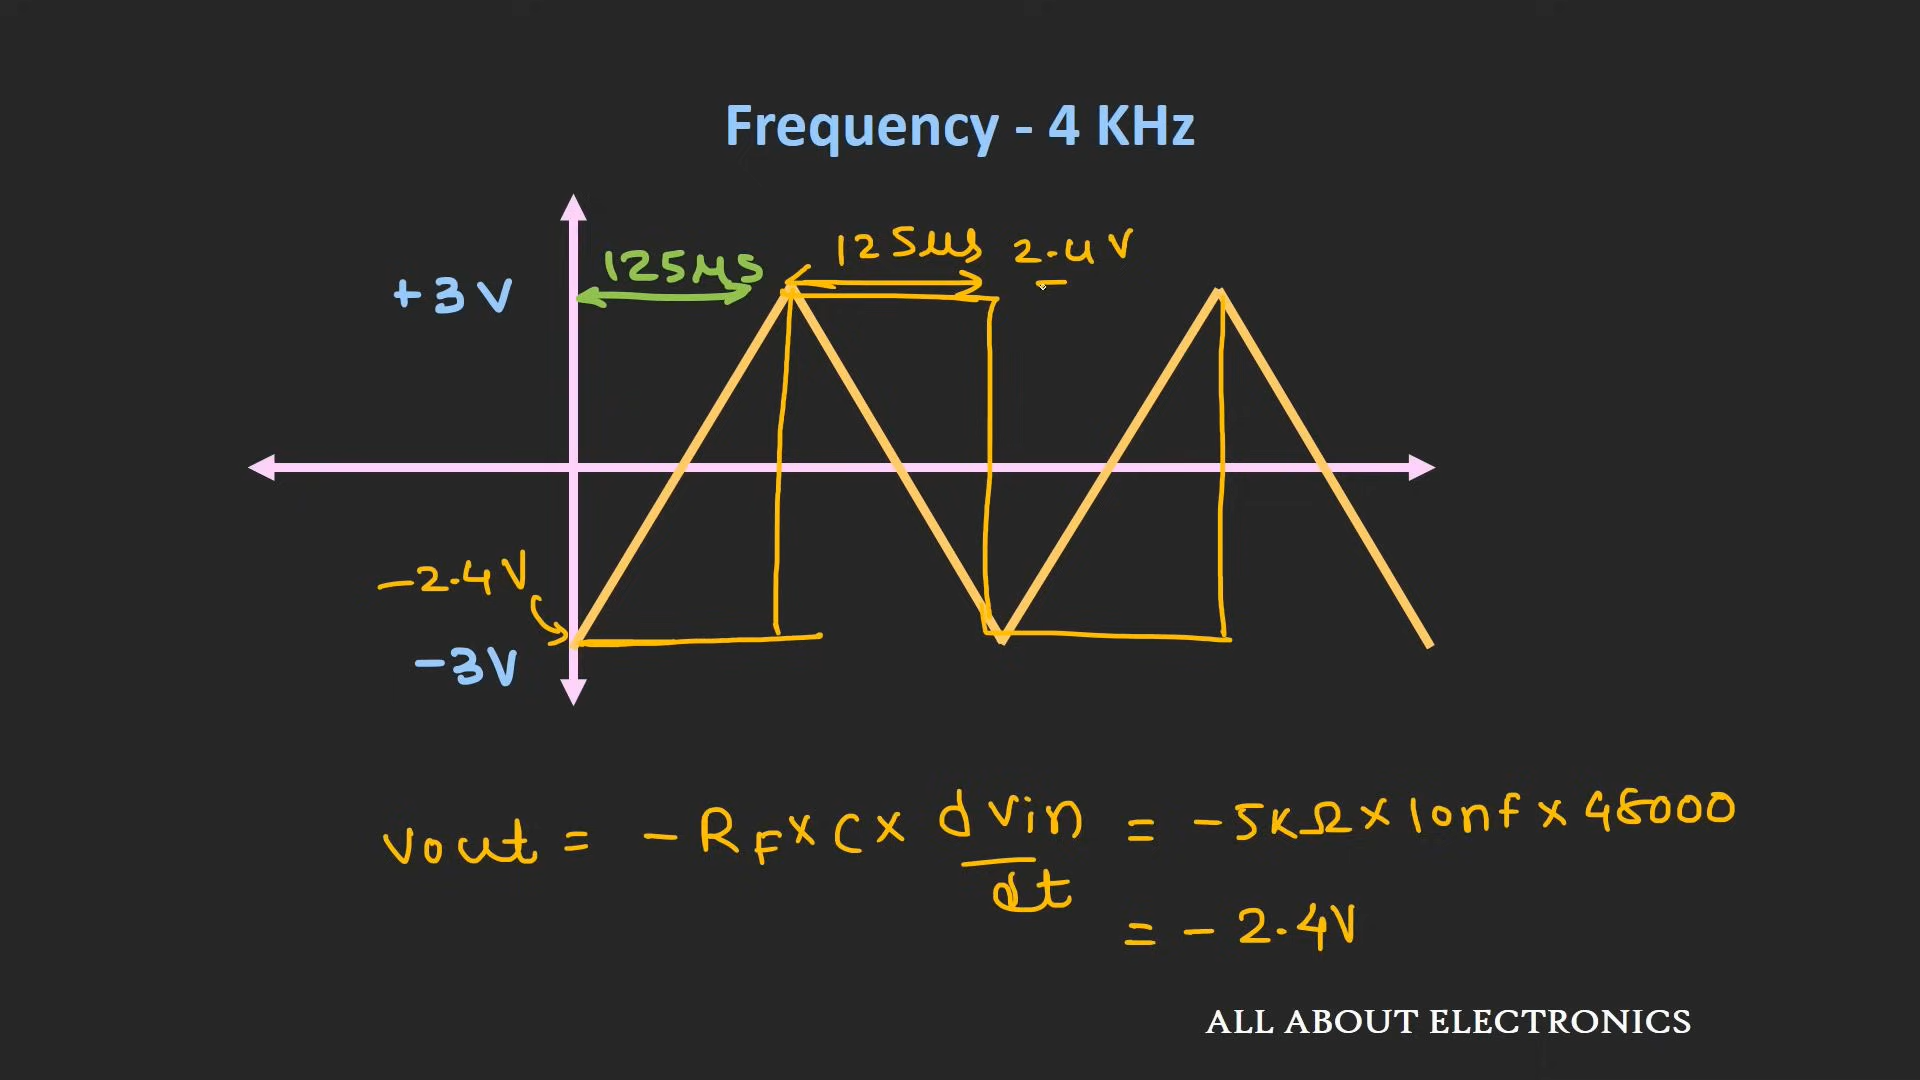 Frequency - 4 KHz
125μs 2.4 V
125μs
+3V
-2.4V
-3V
Vout = -RF×C× dVin/dt = -5KΩ×10nF×48000
= -2.4V
ALL ABOUT ELECTRONICS